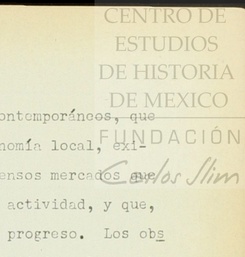 CENTRO DE
ESTUDIOS
DE HISTORIA
DE MEXICO
FUNDACIÓN
Carlos Slim
ontemporáneos, que
nomía local, exi-
ensos mercados que
actividad, y que,
progreso. Los obs